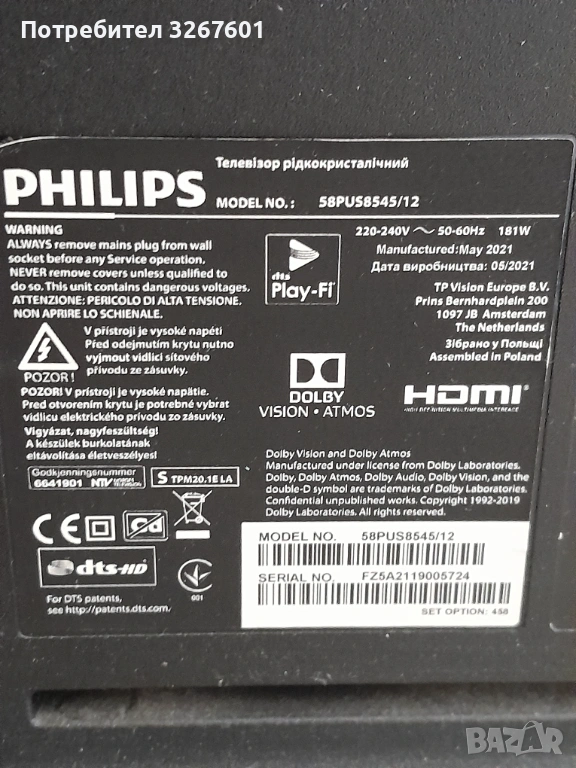 Потребител 3267601
Телевізор рідкокристалічний
PHILIPS MODEL NO.: 58PUS8545/12
WARNING
ALWAYS remove mains plug from wall
socket before any Service operation.
NEVER remove covers unless qualified to
do so. This unit contains dangerous voltages.
ATTENZIONE: PERICOLO DI ALTA TENSIONE.
NON APRIRE LO SCHIENALE.
V přístroji je vysoké napětí
Před odejmutím krytu nutno
vyjmout vidlici síťového
přívodu ze zásuvky.
POZOR!
POZOR! V prístroji je vysoké napätie.
Pred otvorením krytu je potrebné vybrat
vidlicu elektrického prívodu zo zásuvky.
Vigyázat, nagyfeszültség!
A készülek burkolatának
eltávolítása életveszélyes!
Godkjenningsnummer
6641901 NTV
S TPM20.1E LA
dts-HD
001
For DTS patents,
see http://patents.dts.com.
dts
Play-Fi
220-240V ~ 50-60Hz 181W
Manufactured: May 2021
Дата виробництва: 05/2021
TP Vision Europe B.V.
Prins Bernhardplein 200
1097 JB Amsterdam
The Netherlands
Зібрано у Польщі
Assembled in Poland
DOLBY
VISION • ATMOS
HDMI
HIGH DEFINITION MULTIMEDIA INTERFACE
Dolby Vision and Dolby Atmos
Manufactured under license from Dolby Laboratories.
Dolby, Dolby Atmos, Dolby Audio, Dolby Vision, and the
double-D symbol are trademarks of Dolby Laboratories.
Confidential unpublished works. Copyright 1992-2019
Dolby Laboratories. All rights reserved.
MODEL NO. 58PUS8545/12
SERIAL NO. FZ5A2119005724
SET OPTION: 458
BAZAR